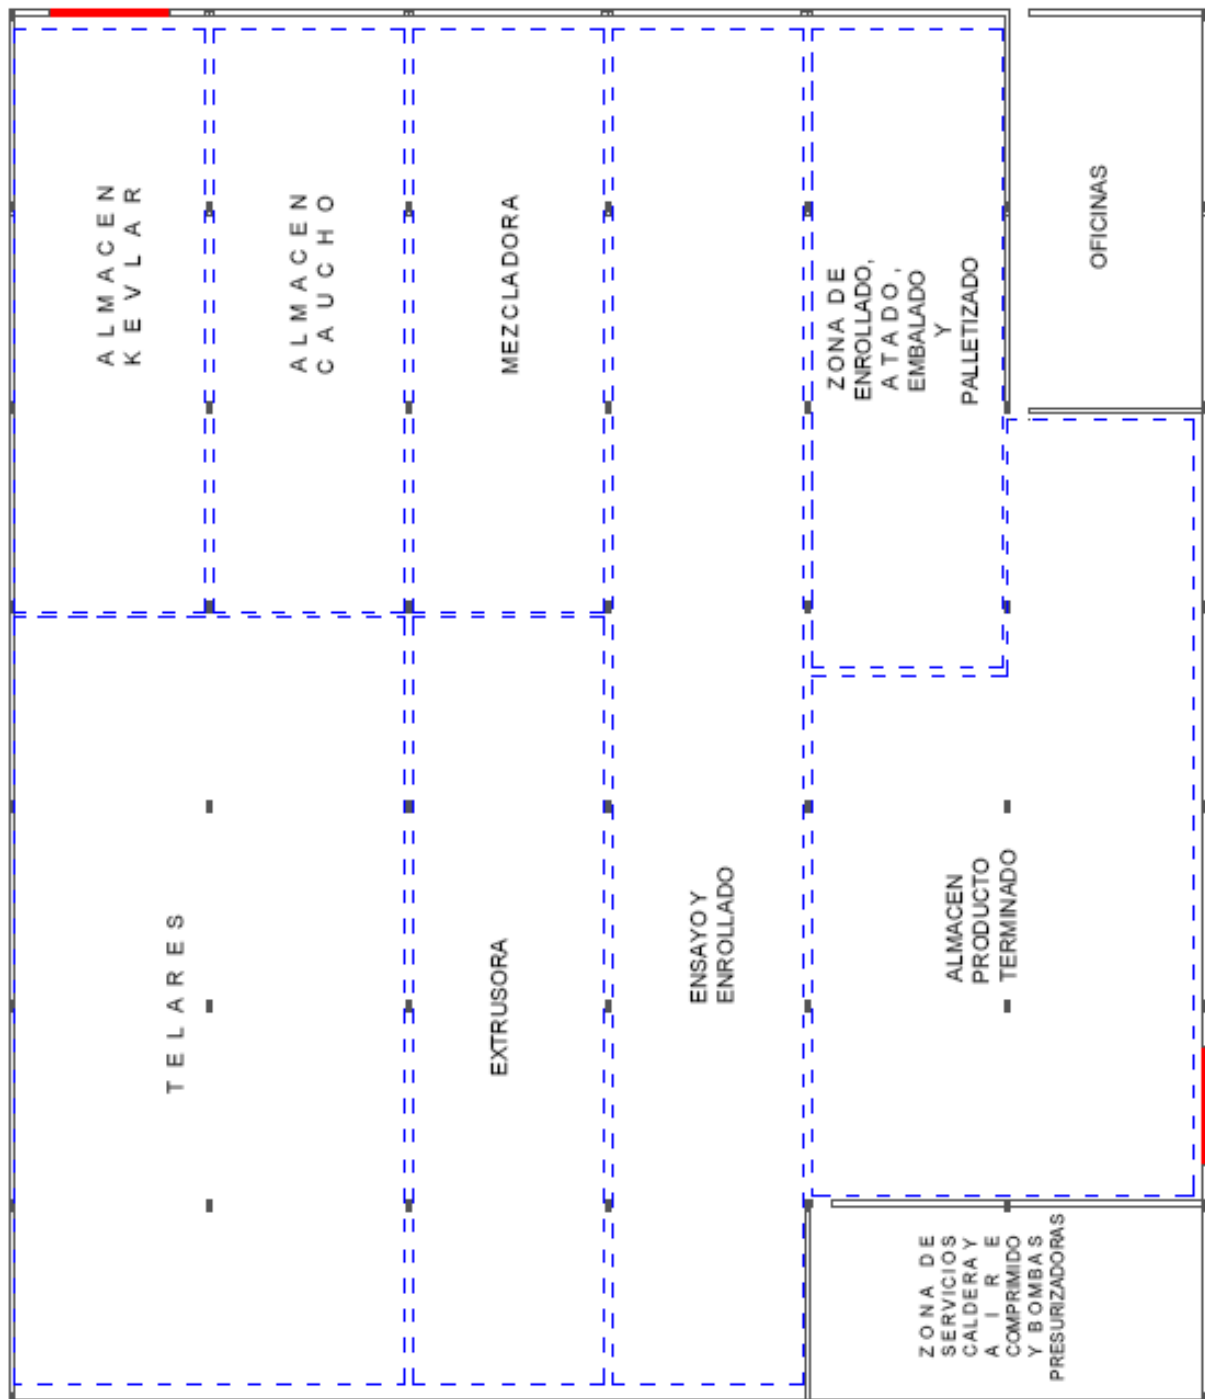 ALMACEN
KEVLAR
ALMACEN
CAUCHO
MEZCLADORA
ZONA DE
ENROLLADO,
ATADO,
EMBALADO
Y
PALLETIZADO
OFICINAS
TELARES
EXTRUSORA
ENSAYO Y
ENROLLADO
ALMACEN
PRODUCTO
TERMINADO
ZONA DE
SERVICIOS
CALDERA Y
AIRE
COMPRIMIDO
Y BOMBAS
PRESURIZADORAS